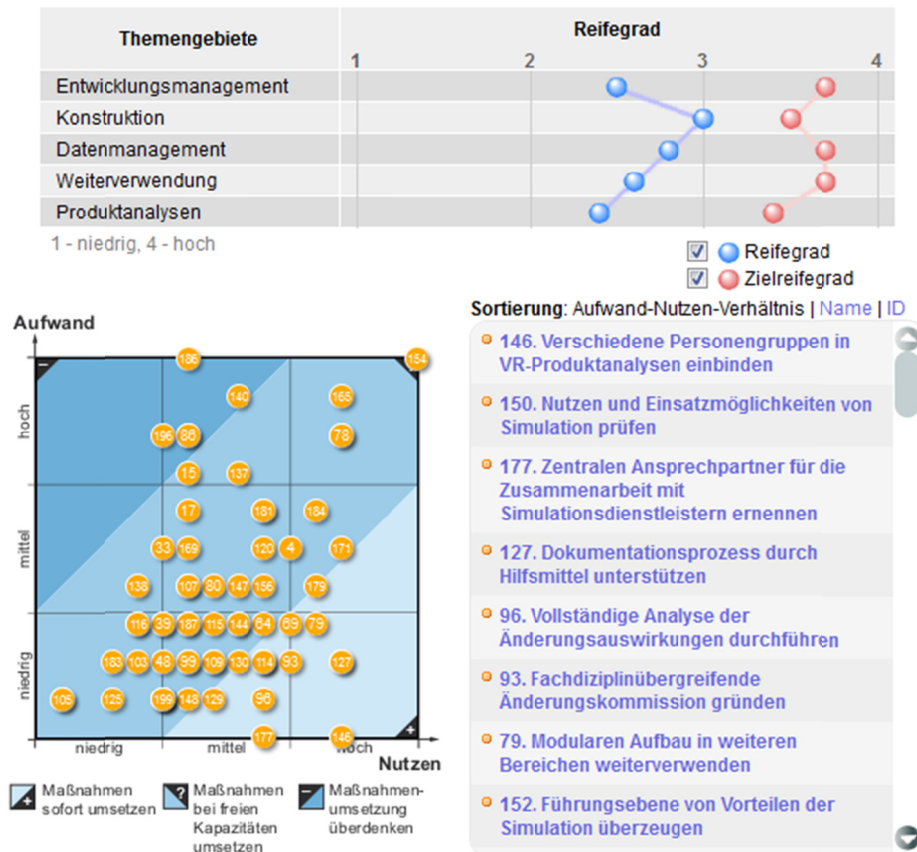 Themengebiete
Reifegrad
1 2 3 4
Entwicklungsmanagement
Konstruktion
Datenmanagement
Weiterverwendung
Produktanalysen
1 - niedrig, 4 - hoch
Reifegrad
Zielreifegrad
Aufwand
186 154
140 165
196 86 78
15 137
17 181 184
33 169 120 4 171
138 107 80 147 156 179
116 39 187 115 144 64 69 79
183 103 48 99 109 130 114 93 127
125 199 148 129 96
177 146
hoch
mittel
niedrig
niedrig mittel hoch
Nutzen
Maßnahmen
sofort umsetzen
Maßnahmen
bei freien
Kapazitäten
umsetzen
Maßnahmen-
umsetzung
überdenken
Sortierung: Aufwand-Nutzen-Verhältnis | Name | ID
146. Verschiedene Personengruppen in
VR-Produktanalysen einbinden
150. Nutzen und Einsatzmöglichkeiten von
Simulation prüfen
177. Zentralen Ansprechpartner für die
Zusammenarbeit mit
Simulationsdienstleistern ernennen
127. Dokumentationsprozess durch
Hilfsmittel unterstützen
96. Vollständige Analyse der
Änderungsauswirkungen durchführen
93. Fachdiziplinübergreifende
Änderungskommission gründen
79. Modularen Aufbau in weiteren
Bereichen weiterverwenden
152. Führungsebene von Vorteilen der
Simulation überzeugen